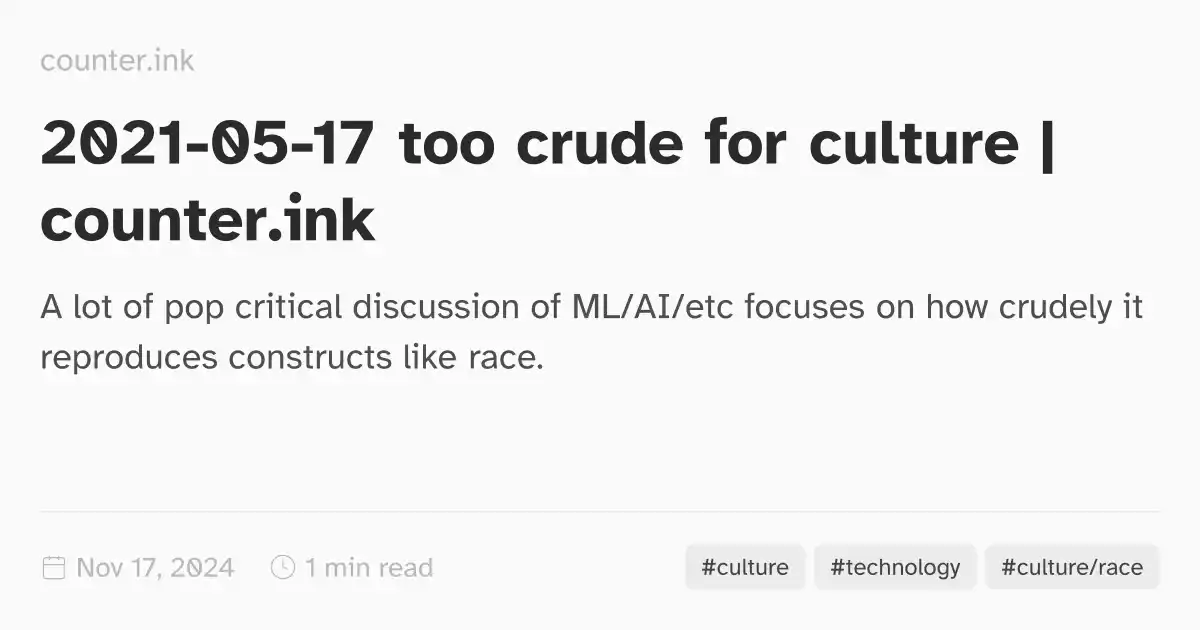 counter.ink
2021-05-17 too crude for culture |
counter.ink
A lot of pop critical discussion of ML/AI/etc focuses on how crudely it
reproduces constructs like race.
Nov 17, 2024 1 min read #culture #technology #culture/race